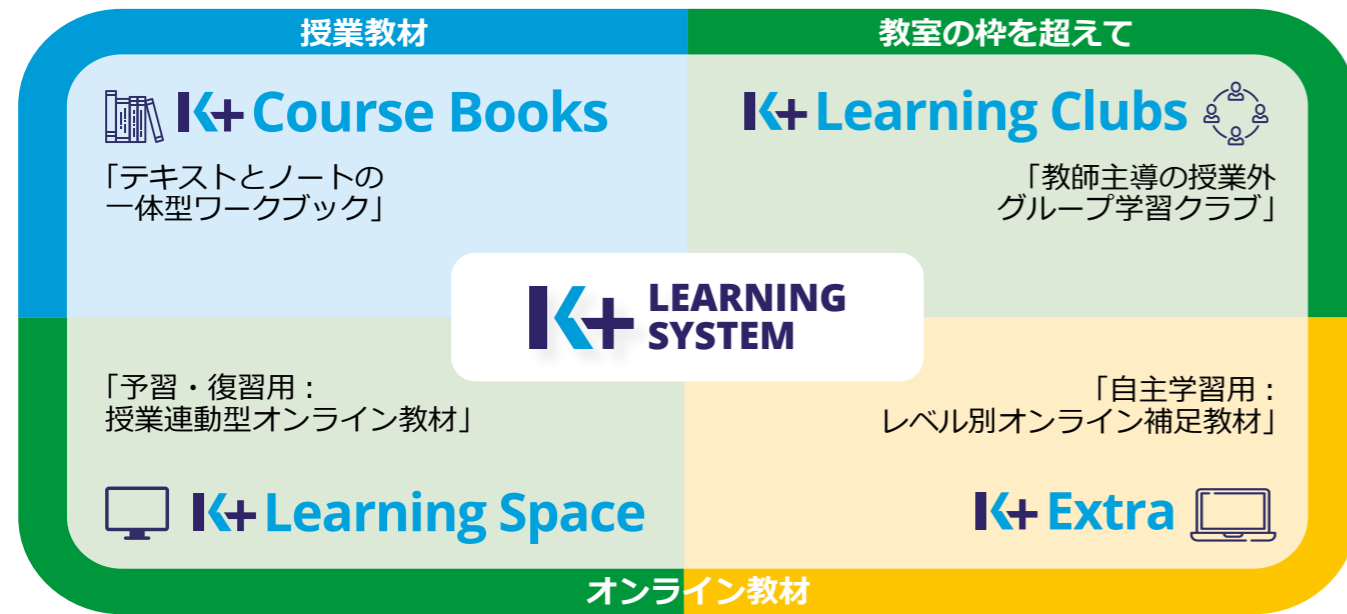 授業教材
教室の枠を超えて
K+ Course Books
「テキストとノートの
一体型ワークブック」
K+ Learning Clubs
「教師主導の授業外
グループ学習クラブ」
K+ LEARNING
SYSTEM
「予習・復習用：
授業連動型オンライン教材」
K+ Learning Space
「自主学習用：
レベル別オンライン補足教材」
K+ Extra
オンライン教材